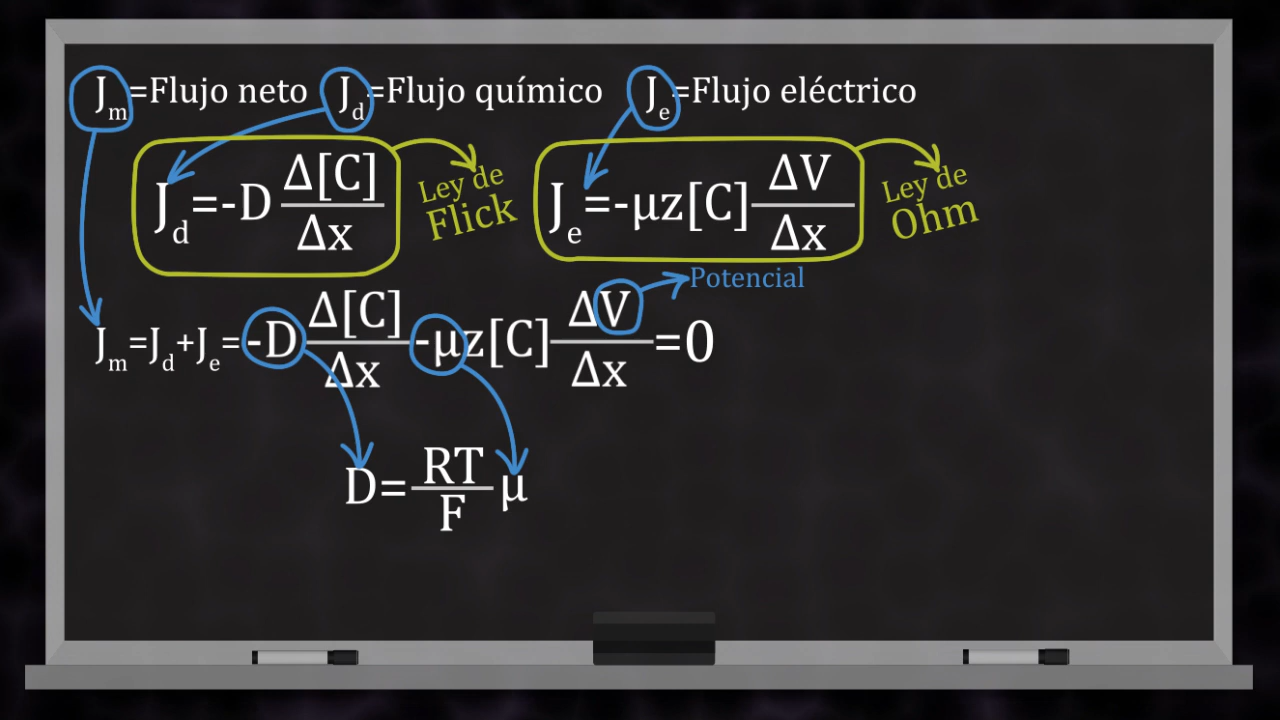 Jm=Flujo neto Jd=Flujo químico Je=Flujo eléctrico
Jd=-D Δ[C]/Δx
Ley de
Flick
Je=-μz[C] ΔV/Δx
Ley de
Ohm
Potencial
Jm=Jd+Je=-D Δ[C]/Δx -μz[C] ΔV/Δx =0
D= RT/F μ